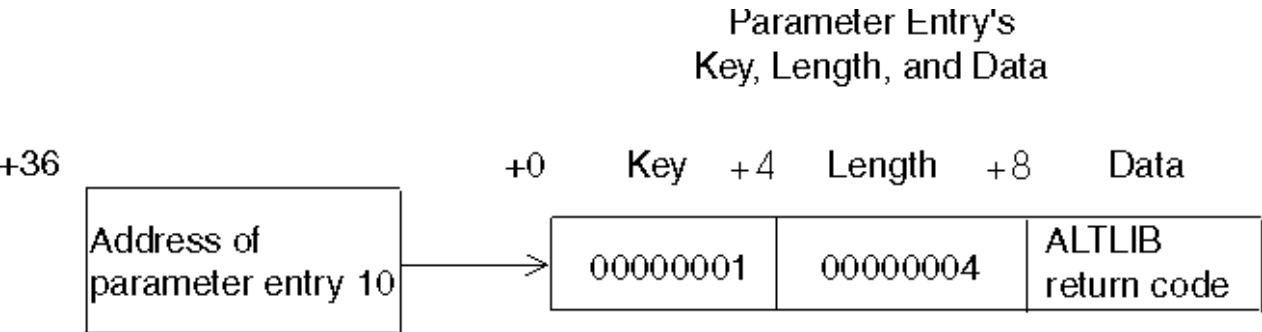 Parameter Entry's
Key, Length, and Data
+36 +0 Key +4 Length +8 Data
Address of
parameter entry 10
00000001 00000004
ALTLIB
return code